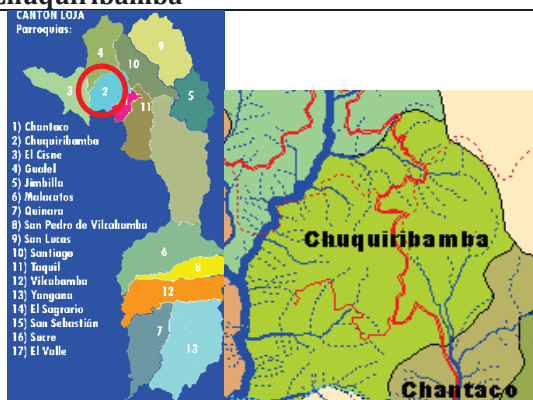 Chuquiribamba
CANTÓN LOJA
Parroquias:
4
9
10
3
2
5
11
1) Chantaco
2) Chuquiribamba
3) El Cisne
4) Gualel
5) Jimbilla
6) Malacatos
7) Quinara
8) San Pedro de Vilcabamba
9) San Lucas
10) Santiago
11) Taquil
12) Vilcabamba
13) Yangana
14) El Sagrario
15) San Sebastián
16) Sucre
17) El Valle
6
8
12
7
13
Chuquiribamba
Chantaco